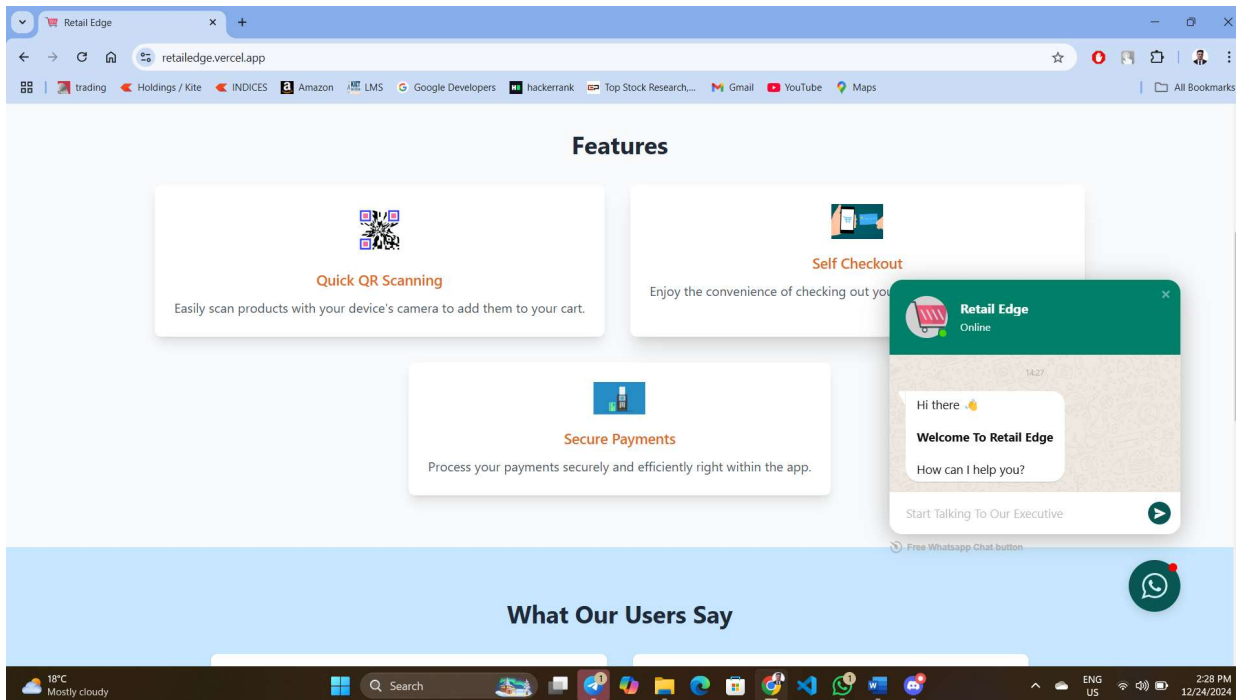 Retail Edge
retailedge.vercel.app
trading
Holdings / Kite
INDICES
Amazon
LMS
Google Developers
hackerrank
Top Stock Research,...
Gmail
YouTube
Maps
All Bookmarks
Features
Quick QR Scanning
Easily scan products with your device's camera to add them to your cart.
Self Checkout
Enjoy the convenience of checking out you
Secure Payments
Process your payments securely and efficiently right within the app.
Retail Edge
Online
14:27
Hi there
Welcome To Retail Edge
How can I help you?
Start Talking To Our Executive
Free Whatsapp Chat button
What Our Users Say
18°C
Mostly cloudy
Search
ENG
US
2:28 PM
12/24/2024